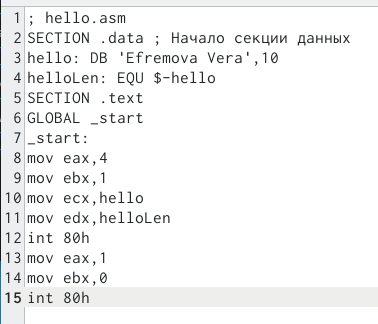 1 ; hello.asm
2 SECTION .data ; Начало секции данных
3 hello: DB 'Efremova Vera',10
4 helloLen: EQU $-hello
5 SECTION .text
6 GLOBAL _start
7 _start:
8 mov eax,4
9 mov ebx,1
10 mov ecx,hello
11 mov edx,helloLen
12 int 80h
13 mov eax,1
14 mov ebx,0
15 int 80h